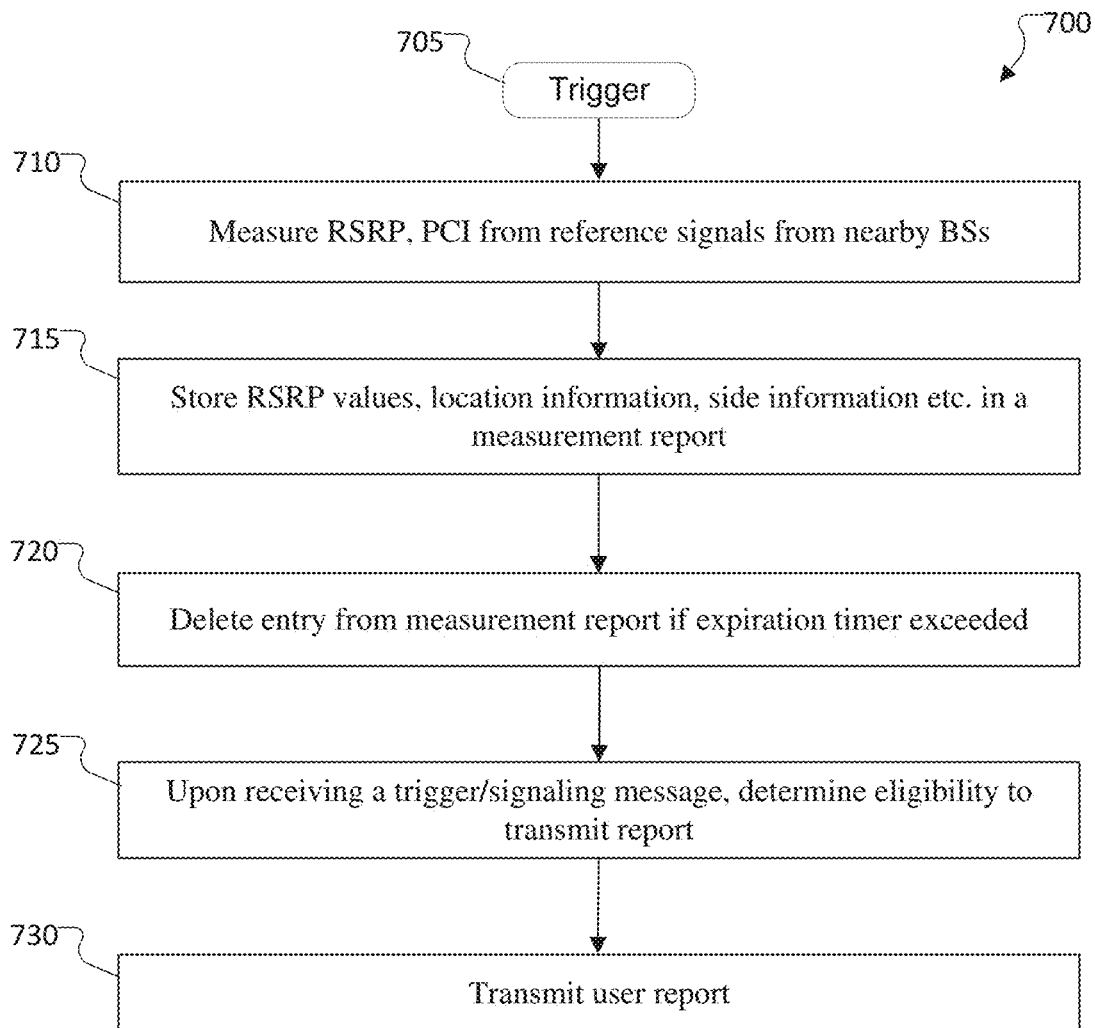 700
705
Trigger
710
Measure RSRP, PCI from reference signals from nearby BSs
715
Store RSRP values, location information, side information etc. in a
measurement report
720
Delete entry from measurement report if expiration timer exceeded
725
Upon receiving a trigger/signaling message, determine eligibility to
transmit report
730
Transmit user report